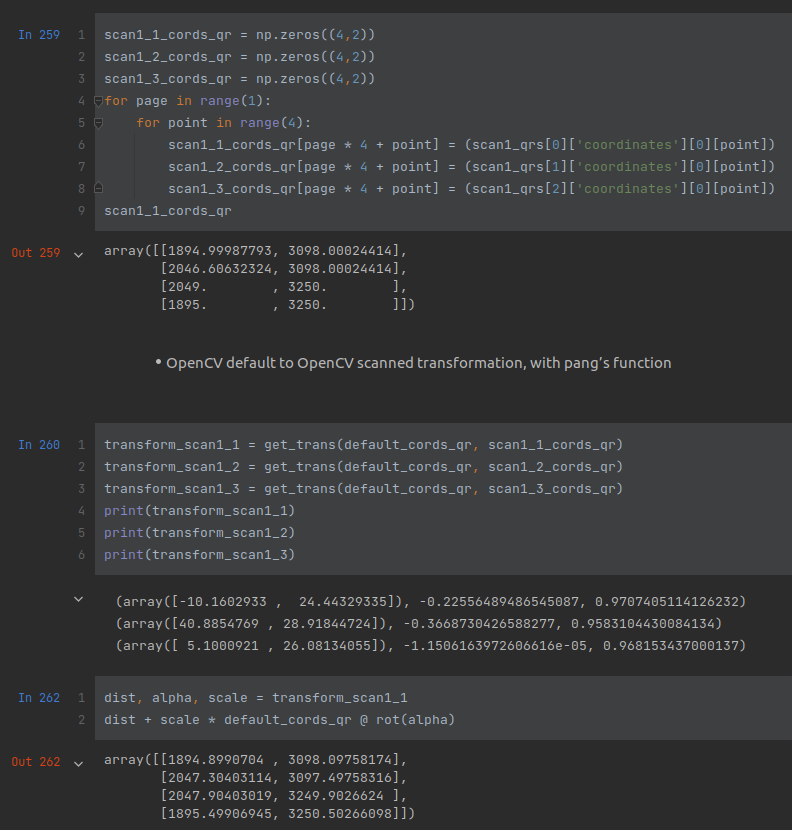 In 259
1 scan1_1_cords_qr = np.zeros((4,2))
2 scan1_2_cords_qr = np.zeros((4,2))
3 scan1_3_cords_qr = np.zeros((4,2))
4 for page in range(1):
5     for point in range(4):
6         scan1_1_cords_qr[page * 4 + point] = (scan1_qrs[0]['coordinates'][0][point])
7         scan1_2_cords_qr[page * 4 + point] = (scan1_qrs[1]['coordinates'][0][point])
8         scan1_3_cords_qr[page * 4 + point] = (scan1_qrs[2]['coordinates'][0][point])
9 scan1_1_cords_qr
Out 259
array([[1894.99987793, 3098.00024414],
       [2046.60632324, 3098.00024414],
       [2049.        , 3250.        ],
       [1895.        , 3250.        ]])
• OpenCV default to OpenCV scanned transformation, with pang's function
In 260
1 transform_scan1_1 = get_trans(default_cords_qr, scan1_1_cords_qr)
2 transform_scan1_2 = get_trans(default_cords_qr, scan1_2_cords_qr)
3 transform_scan1_3 = get_trans(default_cords_qr, scan1_3_cords_qr)
4 print(transform_scan1_1)
5 print(transform_scan1_2)
6 print(transform_scan1_3)
(array([-10.1602933 ,  24.44329335]), -0.22556489486545087, 0.9707405114126232)
(array([40.8854769 , 28.91844724]), -0.3668730426588277, 0.9583104430084134)
(array([ 5.1000921 , 26.08134055]), -1.1506163972606616e-05, 0.968153437000137)
In 262
1 dist, alpha, scale = transform_scan1_1
2 dist + scale * default_cords_qr @ rot(alpha)
Out 262
array([[1894.8990704 , 3098.09758174],
       [2047.30403114, 3097.49758316],
       [2047.90403019, 3249.9026624 ],
       [1895.49906945, 3250.50266098]])